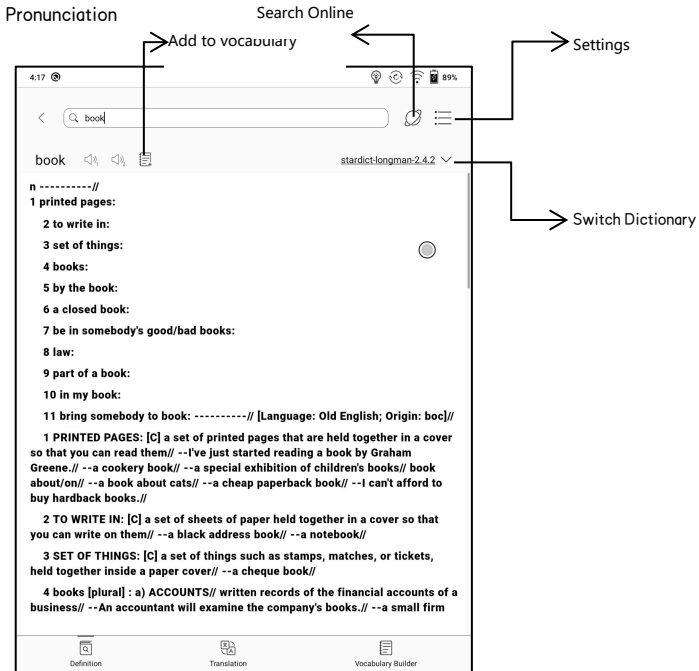 Pronunciation
Search Online
Add to vocabulary
Settings
4:17
89%
book
book
stardict-longman-2.4.2
Switch Dictionary
n ----------//
1 printed pages:
2 to write in:
3 set of things:
4 books:
5 by the book:
6 a closed book:
7 be in somebody's good/bad books:
8 law:
9 part of a book:
10 in my book:
11 bring somebody to book: ----------// [Language: Old English; Origin: boc]//
1 PRINTED PAGES: [C] a set of printed pages that are held together in a cover
so that you can read them// --I've just started reading a book by Graham
Greene.// --a cookery book// --a special exhibition of children's books// book
about/on// --a book about cats// --a cheap paperback book// --I can't afford to
buy hardback books.//
2 TO WRITE IN: [C] a set of sheets of paper held together in a cover so that
you can write on them// --a black address book// --a notebook//
3 SET OF THINGS: [C] a set of things such as stamps, matches, or tickets,
held together inside a paper cover// --a cheque book//
4 books [plural] : a) ACCOUNTS// written records of the financial accounts of a
business// --An accountant will examine the company's books.// --a small firm
Definition
Translation
Vocabulary Builder